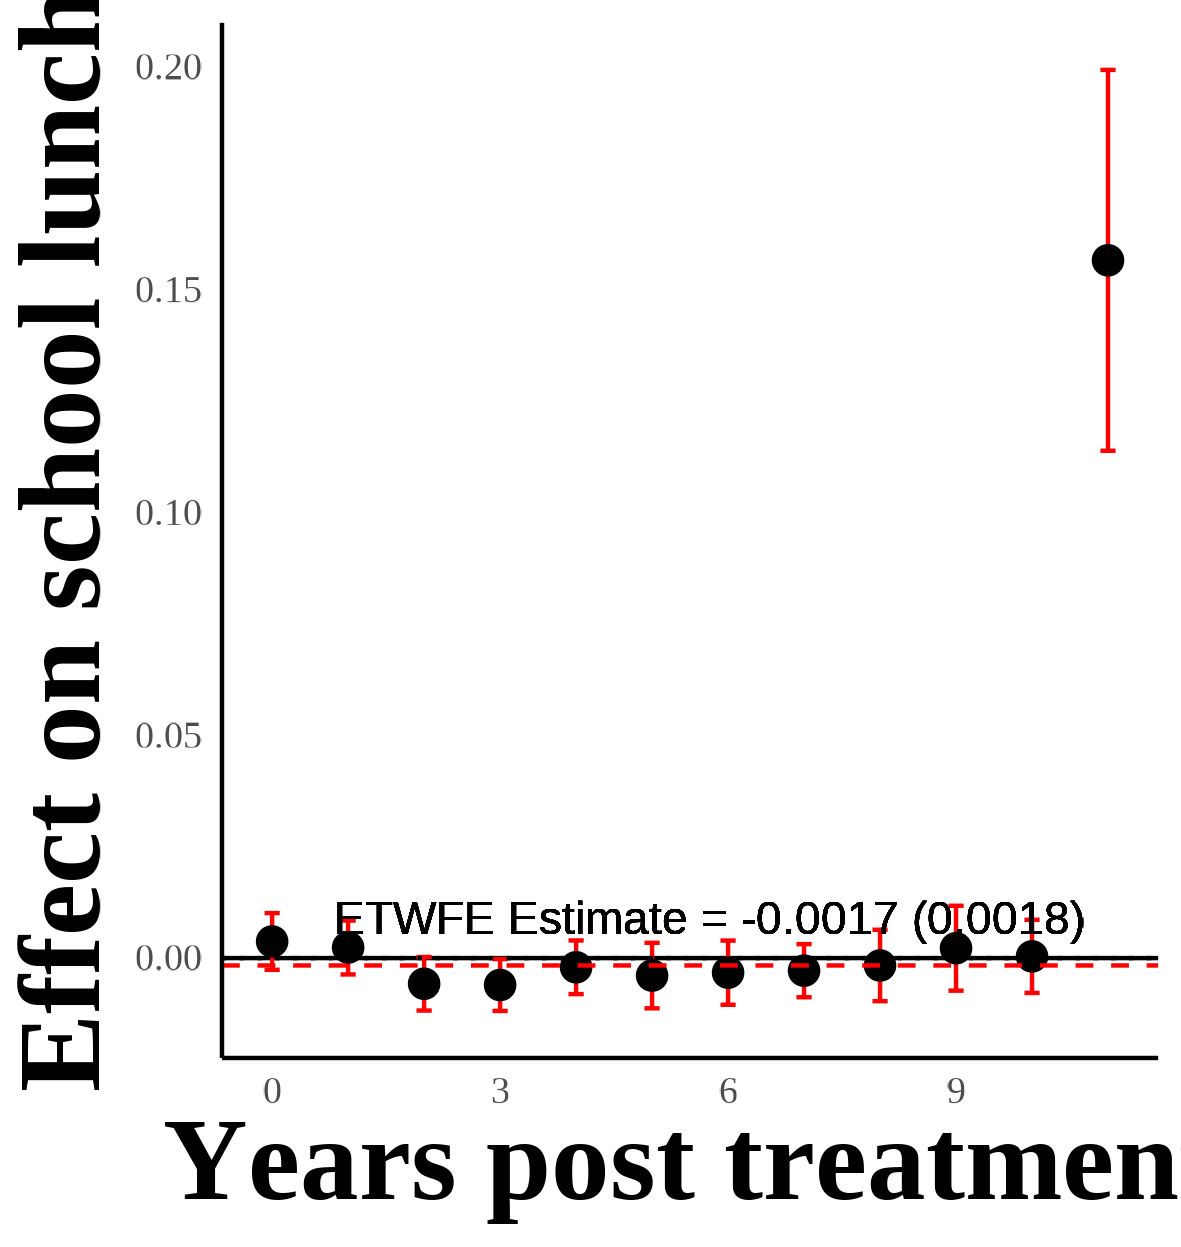 Effect on school lunch
0.20
0.15
0.10
0.05
0.00
ETWFE Estimate = -0.0017 (0.0018)
0 3 6 9
Years post treatmen